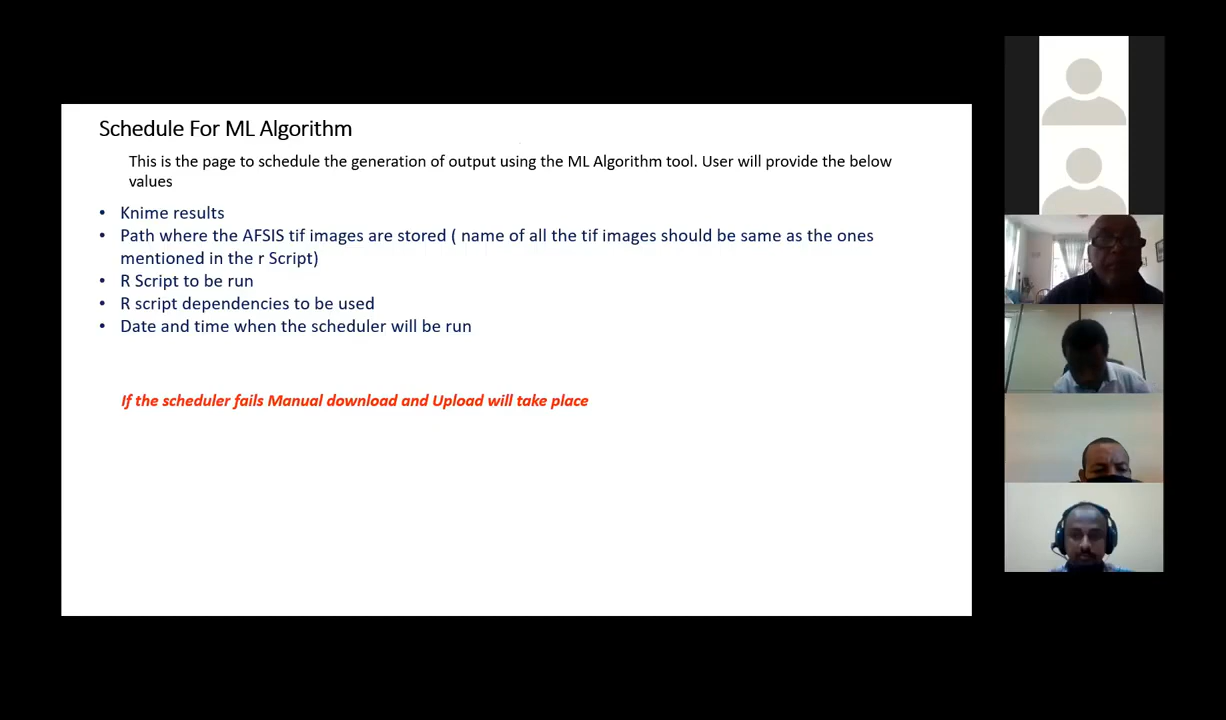 Schedule For ML Algorithm
This is the page to schedule the generation of output using the ML Algorithm tool. User will provide the below
values
• Knime results
• Path where the AFSIS tif images are stored ( name of all the tif images should be same as the ones
mentioned in the r Script)
• R Script to be run
• R script dependencies to be used
• Date and time when the scheduler will be run
If the scheduler fails Manual download and Upload will take place